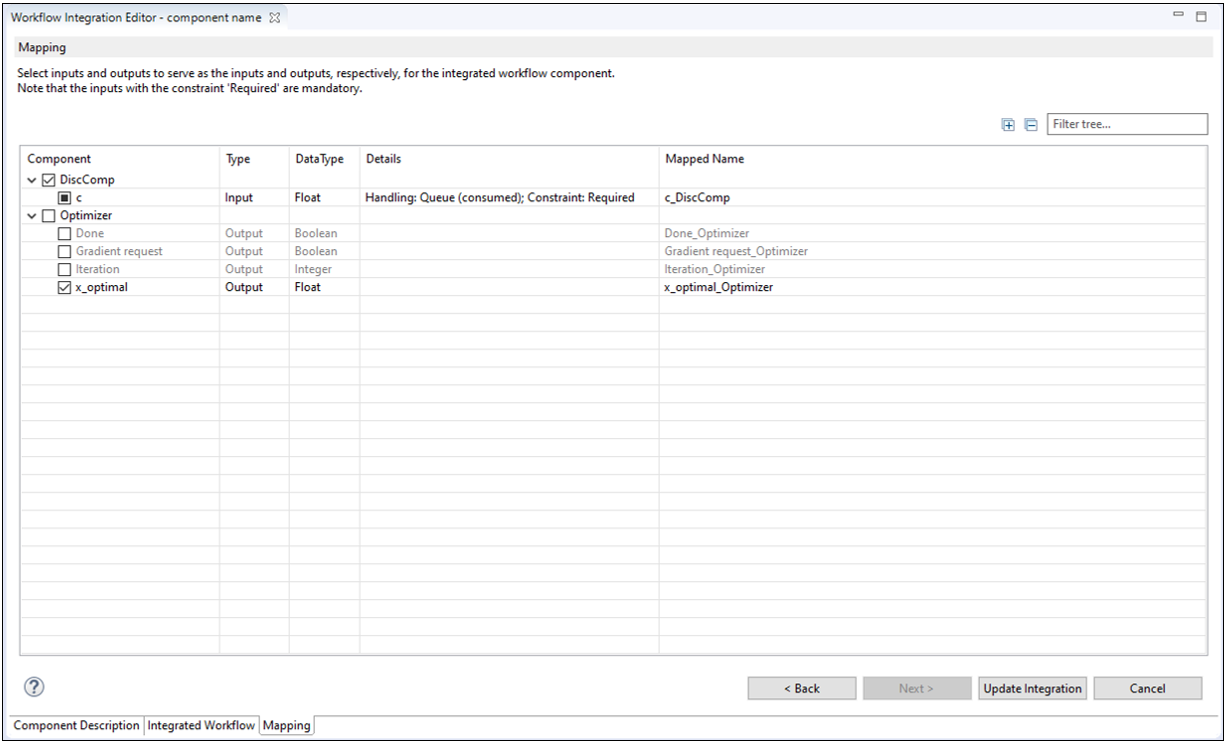 Workflow Integration Editor - component name
Mapping
Select inputs and outputs to serve as the inputs and outputs, respectively, for the integrated workflow component.
Note that the inputs with the constraint 'Required' are mandatory.
Filter tree...
Component Type DataType Details Mapped Name
DiscComp
c Input Float Handling: Queue (consumed); Constraint: Required c_DiscComp
Optimizer
Done Output Boolean Done_Optimizer
Gradient request Output Boolean Gradient request_Optimizer
Iteration Output Integer Iteration_Optimizer
x_optimal Output Float x_optimal_Optimizer
? < Back Next > Update Integration Cancel
Component Description Integrated Workflow Mapping